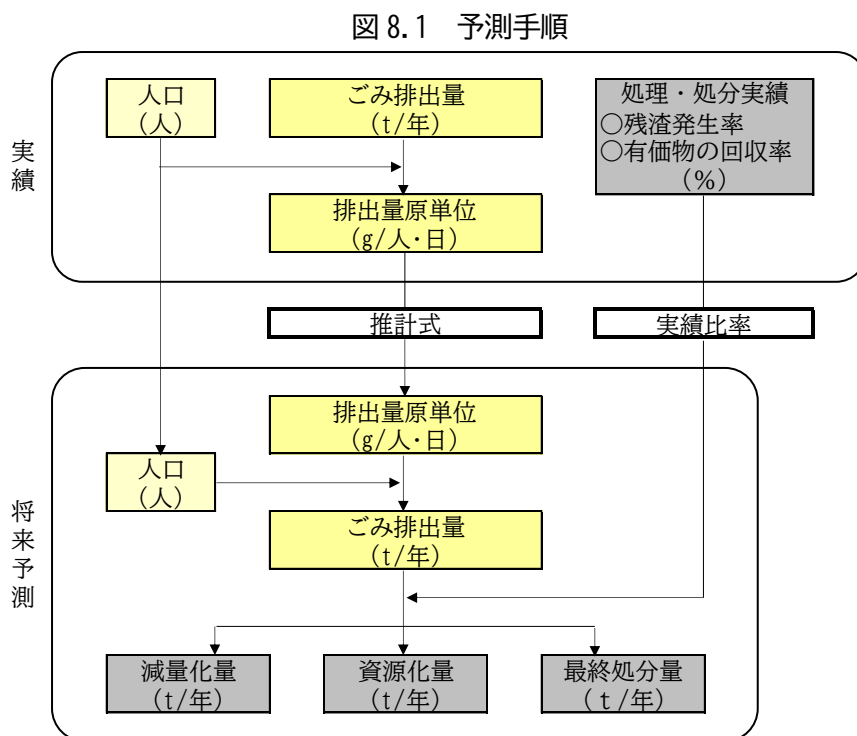 図 8.1 予測手順
実績
人口
(人)
ごみ排出量
(t/年)
処理・処分実績
○残渣発生率
○有価物の回収率
(%)
排出量原単位
(g/人・日)
推計式
実績比率
将来予測
排出量原単位
(g/人・日)
人口
(人)
ごみ排出量
(t/年)
減量化量
(t/年)
資源化量
(t/年)
最終処分量
(t/年)